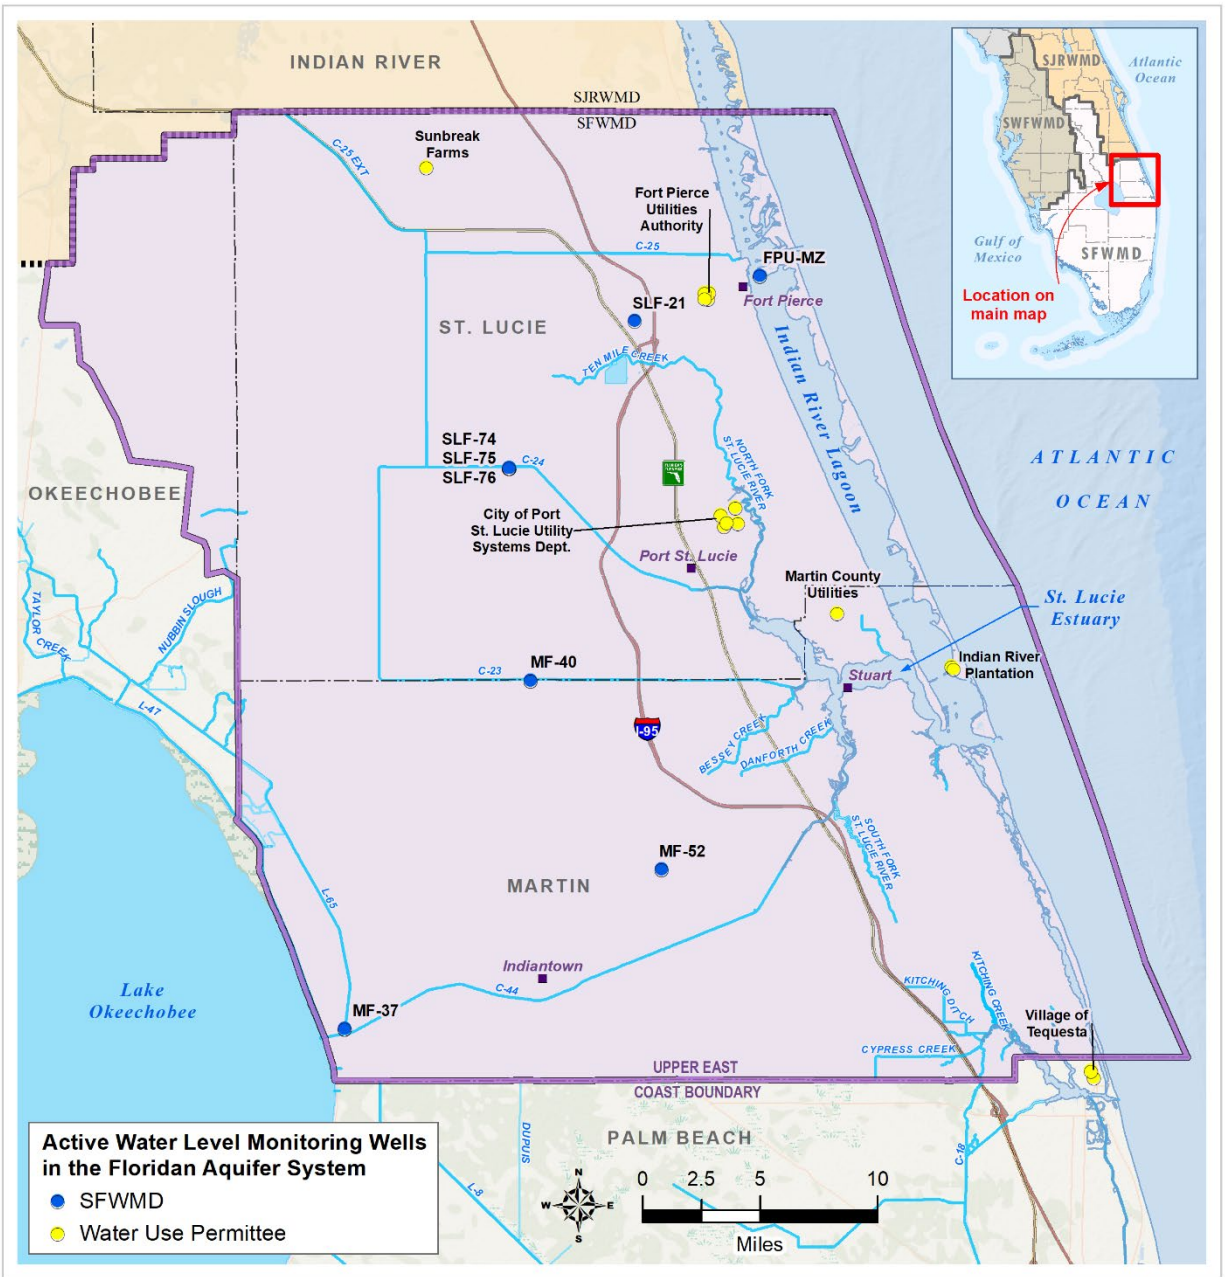 INDIAN RIVER
SJRWMD
SFWMD
Sunbreak
Farms
C-25 EXT
Fort Pierce
Utilities
Authority
C-25
FPU-MZ
Fort Pierce
SLF-21
ST. LUCIE
TEN MILE CREEK
Indian River Lagoon
SLF-74
SLF-75
SLF-76
C-24
NORTH FORK
ST. LUCIE RIVER
OKEECHOBEE
City of Port
St. Lucie Utility
Systems Dept.
Port St. Lucie
ATLANTIC
OCEAN
Martin County
Utilities
St. Lucie
Estuary
TAYLOR CREEK
NUBBIN SLOUGH
MF-40
C-23
Stuart
Indian River
Plantation
L-47
I-95
BESSEY CREEK
DANFORTH CREEK
SOUTH FORK
ST. LUCIE RIVER
MF-52
MARTIN
L-65
Indiantown
C-44
Lake
Okeechobee
MF-37
KITCHING DITCH
KITCHING CREEK
CYPRESS CREEK
Village of
Tequesta
UPPER EAST
COAST BOUNDARY
PALM BEACH
DUPUIS
L-8
C-18
SJRWMD
Atlantic
Ocean
SWFWMD
Gulf of
Mexico
SFWMD
Location on
main map
Active Water Level Monitoring Wells
in the Floridan Aquifer System
SFWMD
Water Use Permittee
N
W E
S
0 2.5 5 10
Miles